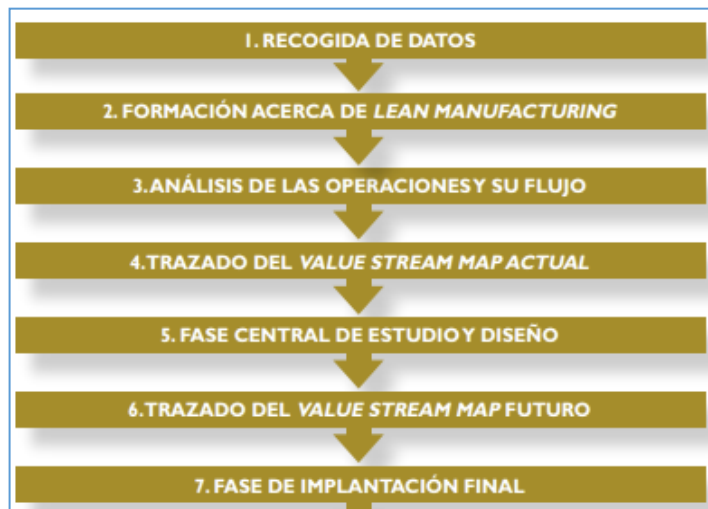 1. RECOGIDA DE DATOS
2. FORMACIÓN ACERCA DE LEAN MANUFACTURING
3. ANÁLISIS DE LAS OPERACIONES Y SU FLUJO
4. TRAZADO DEL VALUE STREAM MAP ACTUAL
5. FASE CENTRAL DE ESTUDIO Y DISEÑO
6. TRAZADO DEL VALUE STREAM MAP FUTURO
7. FASE DE IMPLANTACIÓN FINAL